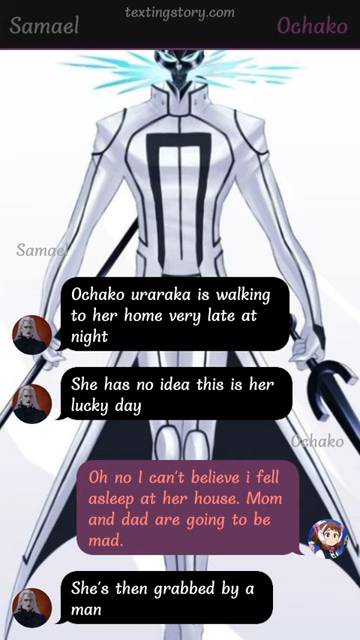 textingstory.com
Samael
Ochako
Samael
Ochako uraraka is walking
to her home very late at
night
She has no idea this is her
lucky day
Ochako
Oh no I can't believe i fell
asleep at her house. Mom
and dad are going to be
mad.
She's then grabbed by a
man